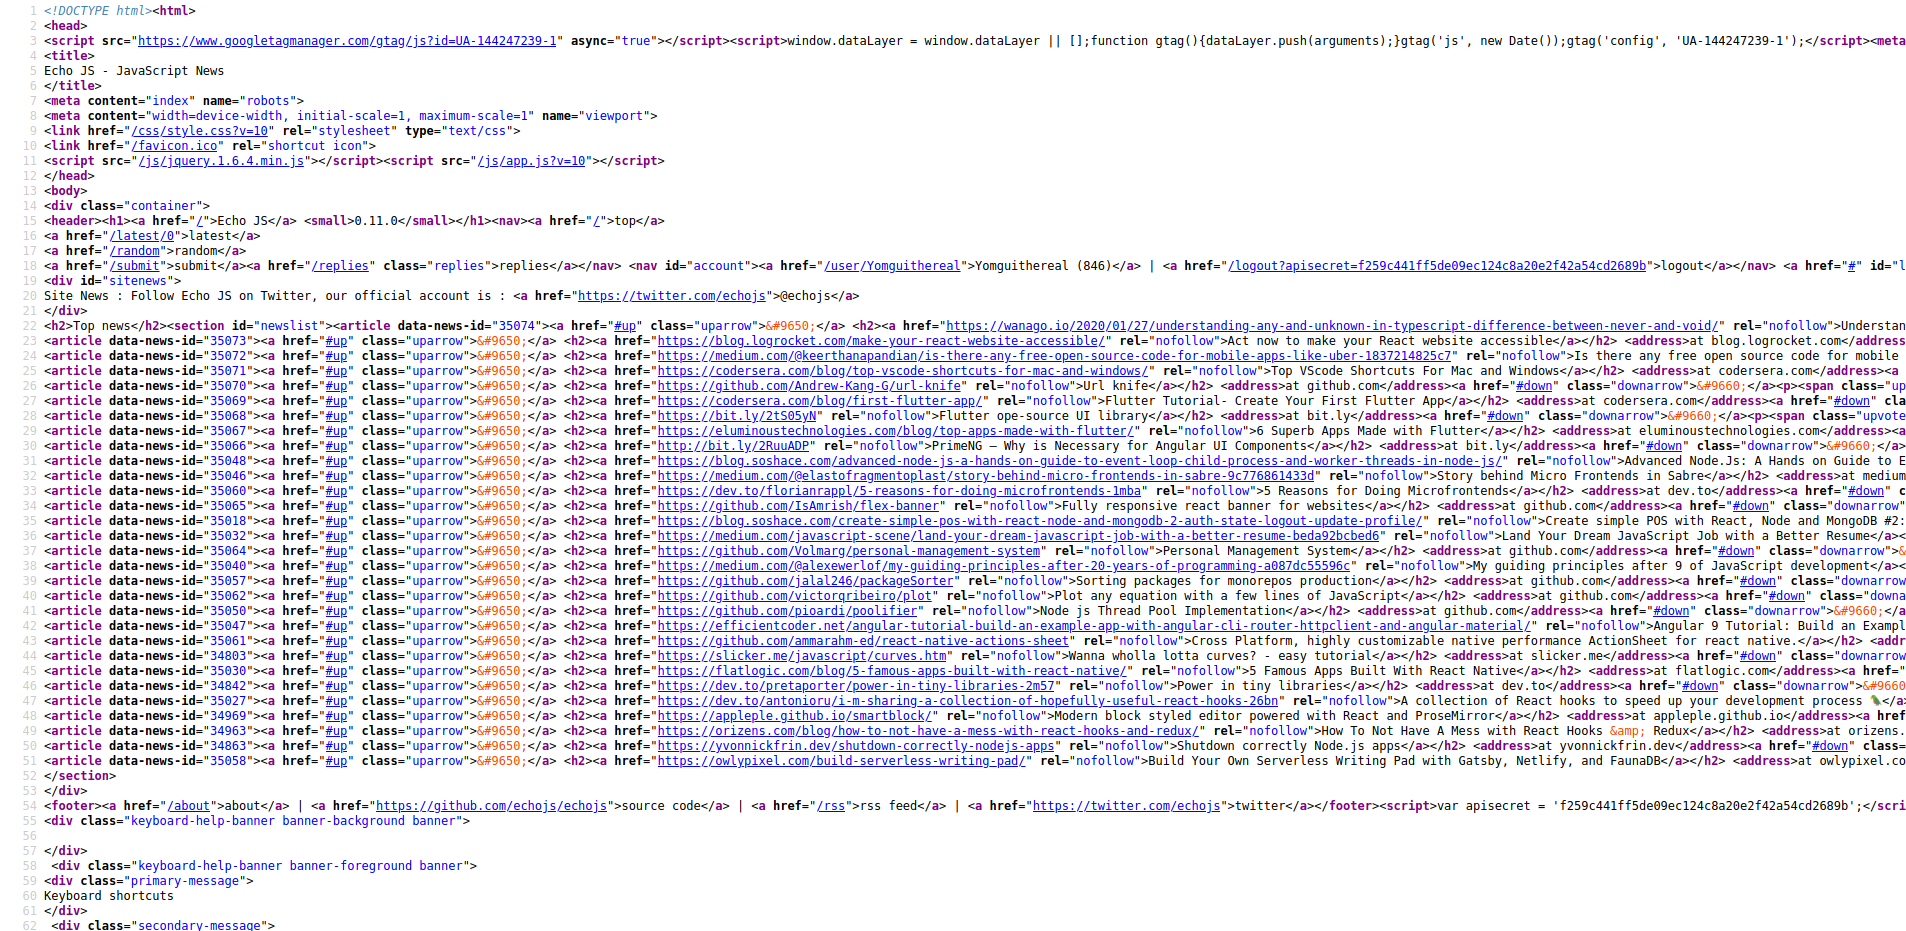 1 <!DOCTYPE html><html>
2 <head>
3 <script src="https://www.googletagmanager.com/gtag/js?id=UA-144247239-1" async="true"></script><script>window.dataLayer = window.dataLayer || [];function gtag(){dataLayer.push(arguments);}gtag('js', new Date());gtag('config', 'UA-144247239-1');</script><meta
4 <title>
5 Echo JS - JavaScript News
6 </title>
7 <meta content="index" name="robots">
8 <meta content="width=device-width, initial-scale=1, maximum-scale=1" name="viewport">
9 <link href="/css/style.css?v=10" rel="stylesheet" type="text/css">
10 <link href="/favicon.ico" rel="shortcut icon">
11 <script src="/js/jquery.1.6.4.min.js"></script><script src="/js/app.js?v=10"></script>
12 </head>
13 <body>
14 <div class="container">
15 <header><h1><a href="/">Echo JS</a> <small>0.11.0</small></h1><nav><a href="/">top</a>
16 <a href="/latest/0">latest</a>
17 <a href="/random">random</a>
18 <a href="/submit">submit</a><a href="/replies" class="replies">replies</a></nav> <nav id="account"><a href="/user/Yomguithereal">Yomguithereal (846)</a> | <a href="/logout?apisecret=f259c441ff5de09ec124c8a20e2f42a54cd2689b">logout</a></nav> <a href="#" id="l
19 <div id="sitenews">
20 Site News : Follow Echo JS on Twitter, our official account is : <a href="https://twitter.com/echojs">@echojs</a>
21 </div>
22 <h2>Top news</h2><section id="newslist"><article data-news-id="35074"><a href="#up" class="uparrow">&#9650;</a> <h2><a href="https://wanago.io/2020/01/27/understanding-any-and-unknown-in-typescript-difference-between-never-and-void/" rel="nofollow">Understan
23 <article data-news-id="35073"><a href="#up" class="uparrow">&#9650;</a> <h2><a href="https://blog.logrocket.com/make-your-react-website-accessible/" rel="nofollow">Act now to make your React website accessible</a></h2> <address>at blog.logrocket.com</address
24 <article data-news-id="35072"><a href="#up" class="uparrow">&#9650;</a> <h2><a href="https://medium.com/@keerthanapandian/is-there-any-free-open-source-code-for-mobile-apps-like-uber-1837214825c7" rel="nofollow">Is there any free open source code for mobile
25 <article data-news-id="35071"><a href="#up" class="uparrow">&#9650;</a> <h2><a href="https://codersera.com/blog/top-vscode-shortcuts-for-mac-and-windows/" rel="nofollow">Top VScode Shortcuts For Mac and Windows</a></h2> <address>at codersera.com</address><a
26 <article data-news-id="35070"><a href="#up" class="uparrow">&#9650;</a> <h2><a href="https://github.com/Andrew-Kang-G/url-knife" rel="nofollow">Url knife</a></h2> <address>at github.com</address><a href="#down" class="downarrow">&#9660;</a><p><span class="up
27 <article data-news-id="35069"><a href="#up" class="uparrow">&#9650;</a> <h2><a href="https://codersera.com/blog/first-flutter-app/" rel="nofollow">Flutter Tutorial- Create Your First Flutter App</a></h2> <address>at codersera.com</address><a href="#down" cla
28 <article data-news-id="35068"><a href="#up" class="uparrow">&#9650;</a> <h2><a href="https://bit.ly/2tS05yN" rel="nofollow">Flutter ope-source UI library</a></h2> <address>at bit.ly</address><a href="#down" class="downarrow">&#9660;</a><p><span class="upvote
29 <article data-news-id="35067"><a href="#up" class="uparrow">&#9650;</a> <h2><a href="https://eluminoustechnologies.com/blog/top-apps-made-with-flutter/" rel="nofollow">6 Superb Apps Made with Flutter</a></h2> <address>at eluminoustechnologies.com</address><a
30 <article data-news-id="35066"><a href="#up" class="uparrow">&#9650;</a> <h2><a href="http://bit.ly/2RuuADP" rel="nofollow">PrimeNG – Why is Necessary for Angular UI Components</a></h2> <address>at bit.ly</address><a href="#down" class="downarrow">&#9660;</a>
31 <article data-news-id="35048"><a href="#up" class="uparrow">&#9650;</a> <h2><a href="https://blog.soshace.com/advanced-node-js-a-hands-on-guide-to-event-loop-child-process-and-worker-threads-in-node-js/" rel="nofollow">Advanced Node.Js: A Hands on Guide to E
32 <article data-news-id="35046"><a href="#up" class="uparrow">&#9650;</a> <h2><a href="https://medium.com/@elastofragmentoplast/story-behind-micro-frontends-in-sabre-9c776861433d" rel="nofollow">Story behind Micro Frontends in Sabre</a></h2> <address>at medium
33 <article data-news-id="35060"><a href="#up" class="uparrow">&#9650;</a> <h2><a href="https://dev.to/florianrappl/5-reasons-for-doing-microfrontends-1mba" rel="nofollow">5 Reasons for Doing Microfrontends</a></h2> <address>at dev.to</address><a href="#down" c
34 <article data-news-id="35065"><a href="#up" class="uparrow">&#9650;</a> <h2><a href="https://github.com/IsAmrish/flex-banner" rel="nofollow">Fully responsive react banner for websites</a></h2> <address>at github.com</address><a href="#down" class="downarrow"
35 <article data-news-id="35018"><a href="#up" class="uparrow">&#9650;</a> <h2><a href="https://blog.soshace.com/create-simple-pos-with-react-node-and-mongodb-2-auth-state-logout-update-profile/" rel="nofollow">Create simple POS with React, Node and MongoDB #2:
36 <article data-news-id="35032"><a href="#up" class="uparrow">&#9650;</a> <h2><a href="https://medium.com/javascript-scene/land-your-dream-javascript-job-with-a-better-resume-beda92bcbed6" rel="nofollow">Land Your Dream JavaScript Job with a Better Resume</a><
37 <article data-news-id="35064"><a href="#up" class="uparrow">&#9650;</a> <h2><a href="https://github.com/Volmarg/personal-management-system" rel="nofollow">Personal Management System</a></h2> <address>at github.com</address><a href="#down" class="downarrow">&
38 <article data-news-id="35040"><a href="#up" class="uparrow">&#9650;</a> <h2><a href="https://medium.com/@alexewerlof/my-guiding-principles-after-20-years-of-programming-a087dc55596c" rel="nofollow">My guiding principles after 9 of JavaScript development</a><
39 <article data-news-id="35057"><a href="#up" class="uparrow">&#9650;</a> <h2><a href="https://github.com/jalal246/packageSorter" rel="nofollow">Sorting packages for monorepos production</a></h2> <address>at github.com</address><a href="#down" class="downarrow
40 <article data-news-id="35062"><a href="#up" class="uparrow">&#9650;</a> <h2><a href="https://github.com/victorqribeiro/plot" rel="nofollow">Plot any equation with a few lines of JavaScript</a></h2> <address>at github.com</address><a href="#down" class="downa
41 <article data-news-id="35050"><a href="#up" class="uparrow">&#9650;</a> <h2><a href="https://github.com/pioardi/poolifier" rel="nofollow">Node js Thread Pool Implementation</a></h2> <address>at github.com</address><a href="#down" class="downarrow">&#9660;</a
42 <article data-news-id="35047"><a href="#up" class="uparrow">&#9650;</a> <h2><a href="https://efficientcoder.net/angular-tutorial-build-an-example-app-with-angular-cli-router-httpclient-and-angular-material/" rel="nofollow">Angular 9 Tutorial: Build an Exampl
43 <article data-news-id="35061"><a href="#up" class="uparrow">&#9650;</a> <h2><a href="https://github.com/ammarahm-ed/react-native-actions-sheet" rel="nofollow">Cross Platform, highly customizable native performance ActionSheet for react native.</a></h2> <addr
44 <article data-news-id="34803"><a href="#up" class="uparrow">&#9650;</a> <h2><a href="https://slicker.me/javascript/curves.htm" rel="nofollow">Wanna wholla lotta curves? - easy tutorial</a></h2> <address>at slicker.me</address><a href="#down" class="downarrow
45 <article data-news-id="35030"><a href="#up" class="uparrow">&#9650;</a> <h2><a href="https://flatlogic.com/blog/5-famous-apps-built-with-react-native/" rel="nofollow">5 Famous Apps Built With React Native</a></h2> <address>at flatlogic.com</address><a href="
46 <article data-news-id="34842"><a href="#up" class="uparrow">&#9650;</a> <h2><a href="https://dev.to/pretaporter/power-in-tiny-libraries-2m57" rel="nofollow">Power in tiny libraries</a></h2> <address>at dev.to</address><a href="#down" class="downarrow">&#9660
47 <article data-news-id="35027"><a href="#up" class="uparrow">&#9650;</a> <h2><a href="https://dev.to/antonioru/i-m-sharing-a-collection-of-hopefully-useful-react-hooks-26bn" rel="nofollow">A collection of React hooks to speed up your development process 🦜</a>
48 <article data-news-id="34969"><a href="#up" class="uparrow">&#9650;</a> <h2><a href="https://appleple.github.io/smartblock/" rel="nofollow">Modern block styled editor powered with React and ProseMirror</a></h2> <address>at appleple.github.io</address><a href
49 <article data-news-id="34963"><a href="#up" class="uparrow">&#9650;</a> <h2><a href="https://orizens.com/blog/how-to-not-have-a-mess-with-react-hooks-and-redux/" rel="nofollow">How To Not Have A Mess with React Hooks &amp; Redux</a></h2> <address>at orizens.
50 <article data-news-id="34863"><a href="#up" class="uparrow">&#9650;</a> <h2><a href="https://yvonnickfrin.dev/shutdown-correctly-nodejs-apps" rel="nofollow">Shutdown correctly Node.js apps</a></h2> <address>at yvonnickfrin.dev</address><a href="#down" class=
51 <article data-news-id="35058"><a href="#up" class="uparrow">&#9650;</a> <h2><a href="https://owlypixel.com/build-serverless-writing-pad/" rel="nofollow">Build Your Own Serverless Writing Pad with Gatsby, Netlify, and FaunaDB</a></h2> <address>at owlypixel.co
52 </section>
53 </div>
54 <footer><a href="/about">about</a> | <a href="https://github.com/echojs/echojs">source code</a> | <a href="/rss">rss feed</a> | <a href="https://twitter.com/echojs">twitter</a></footer><script>var apisecret = 'f259c441ff5de09ec124c8a20e2f42a54cd2689b';</scri
55 <div class="keyboard-help-banner banner-background banner">
56
57 </div>
58 <div class="keyboard-help-banner banner-foreground banner">
59 <div class="primary-message">
60 Keyboard shortcuts
61 </div>
62 <div class="secondary-message">